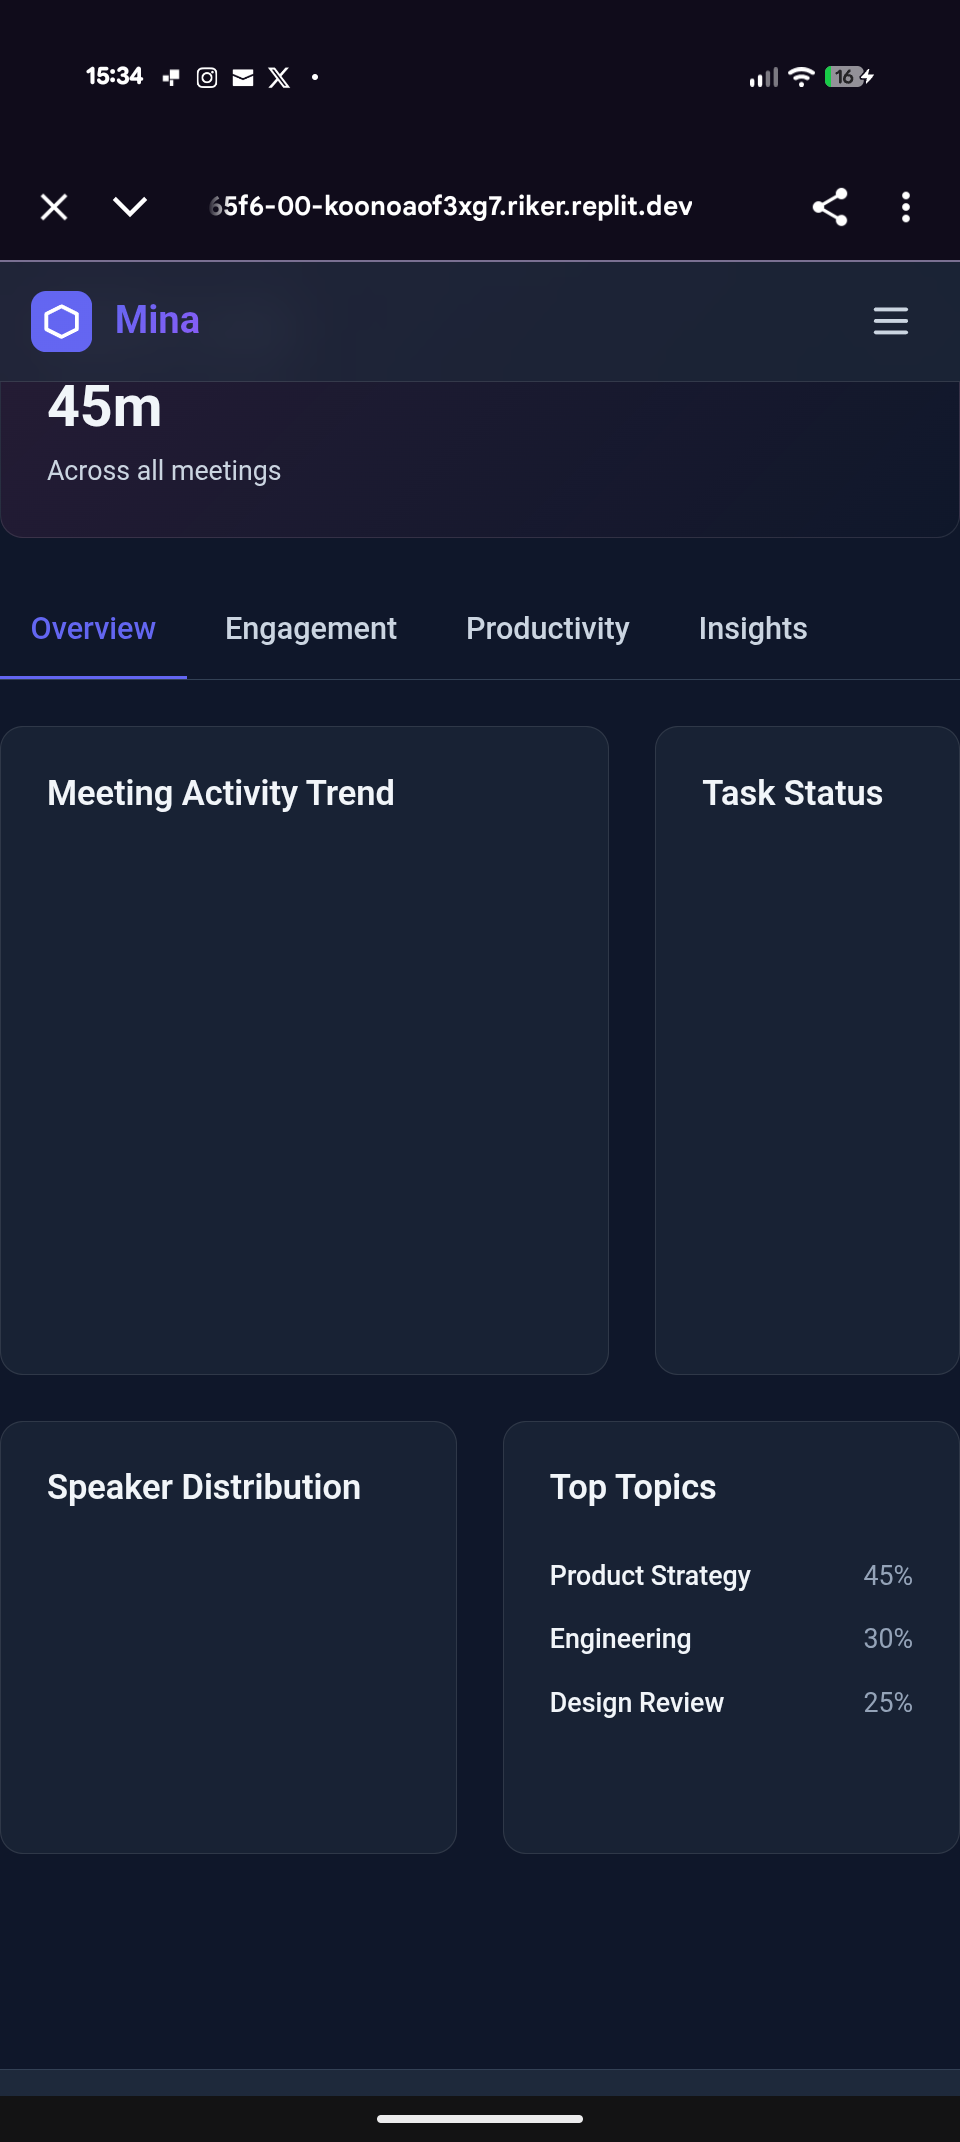 15:34
16
65f6-00-koonoaof3xg7.riker.replit.dev
Mina
45m
Across all meetings
Overview Engagement Productivity Insights
Meeting Activity Trend
Task Status
Speaker Distribution
Top Topics
Product Strategy 45%
Engineering 30%
Design Review 25%